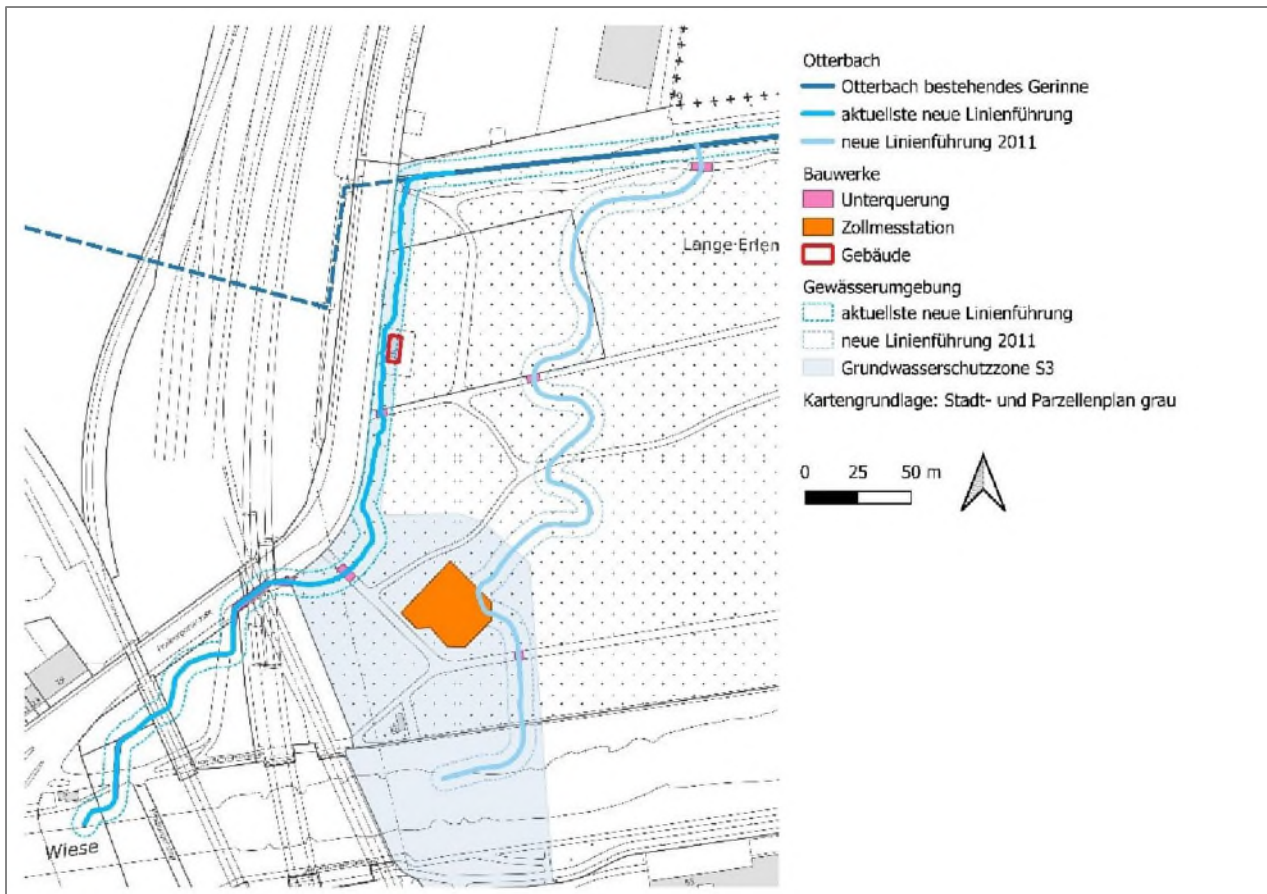 Otterbach
Otterbach bestehendes Gerinne
aktuellste neue Linienführung
neue Linienführung 2011
Bauwerke
Unterquerung
Zollmesstation
Gebäude
Gewässerumgebung
aktuellste neue Linienführung
neue Linienführung 2011
Grundwasserschutzzone S3
Kartengrundlage: Stadt- und Parzellenplan grau
0 25 50 m
Lange-Erlen
Wiese